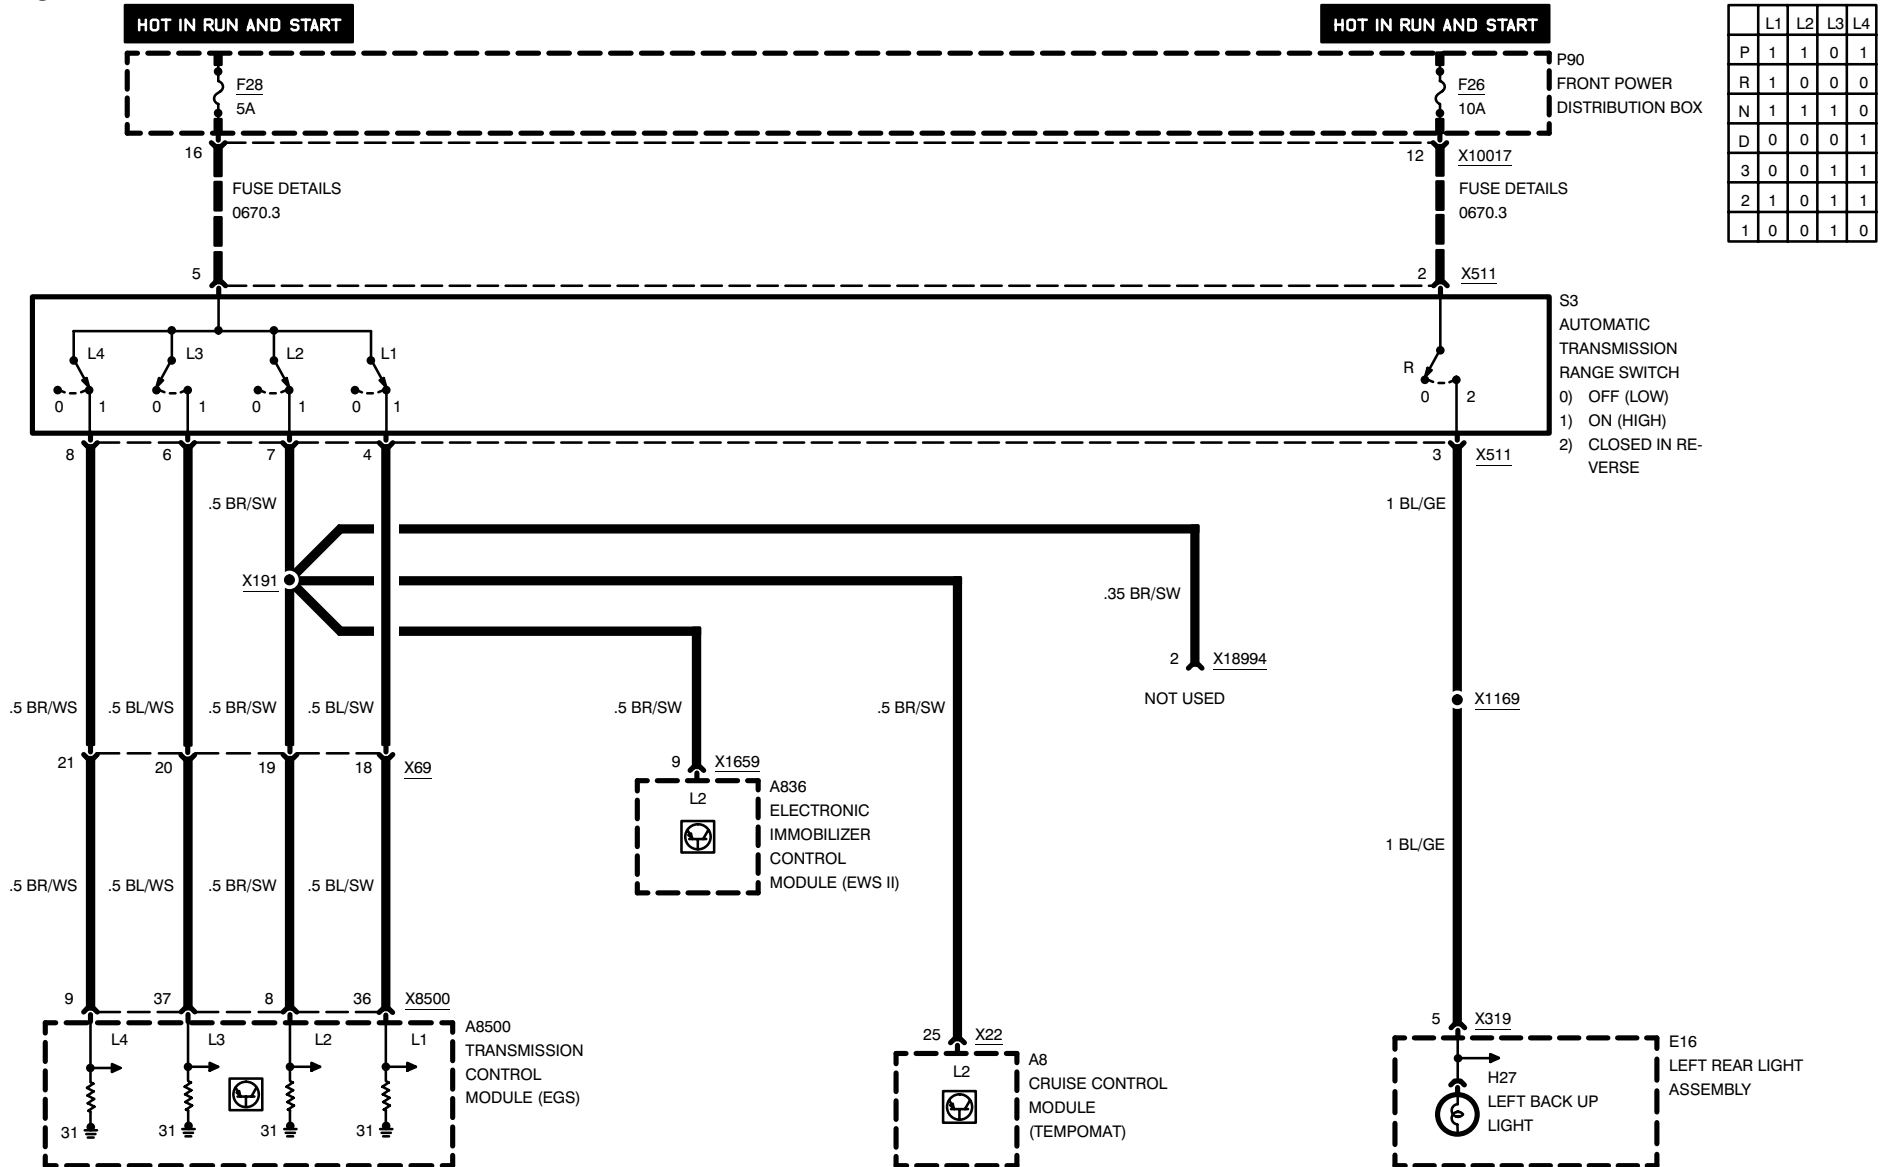 HOT IN RUN AND START
HOT IN RUN AND START
L1 L2 L3 L4
P 1 1 0 1
R 1 0 0 0
N 1 1 1 0
D 0 0 0 1
3 0 0 1 1
2 1 0 1 1
1 0 0 1 0
F28
5A
F26
10A
P90
FRONT POWER
DISTRIBUTION BOX
16
12
X10017
FUSE DETAILS
0670.3
FUSE DETAILS
0670.3
5
2
X511
S3
AUTOMATIC
TRANSMISSION
RANGE SWITCH
0) OFF (LOW)
1) ON (HIGH)
2) CLOSED IN RE-
VERSE
L4
L3
L2
L1
R
0 1
0 1
0 1
0 1
0 2
8
6
7
4
3
X511
.5 BR/SW
1 BL/GE
X191
.35 BR/SW
2
X18994
NOT USED
.5 BR/WS
.5 BL/WS
.5 BR/SW
.5 BL/SW
.5 BR/SW
.5 BR/SW
X1169
21
20
19
18
X69
9
X1659
L2
A836
ELECTRONIC
IMMOBILIZER
CONTROL
MODULE (EWS II)
1 BL/GE
.5 BR/WS
.5 BL/WS
.5 BR/SW
.5 BL/SW
9
37
8
36
X8500
L4
L3
L2
L1
31
31
31
31
A8500
TRANSMISSION
CONTROL
MODULE (EGS)
25
X22
L2
A8
CRUISE CONTROL
MODULE
(TEMPOMAT)
5
X319
H27
LEFT BACK UP
LIGHT
E16
LEFT REAR LIGHT
ASSEMBLY